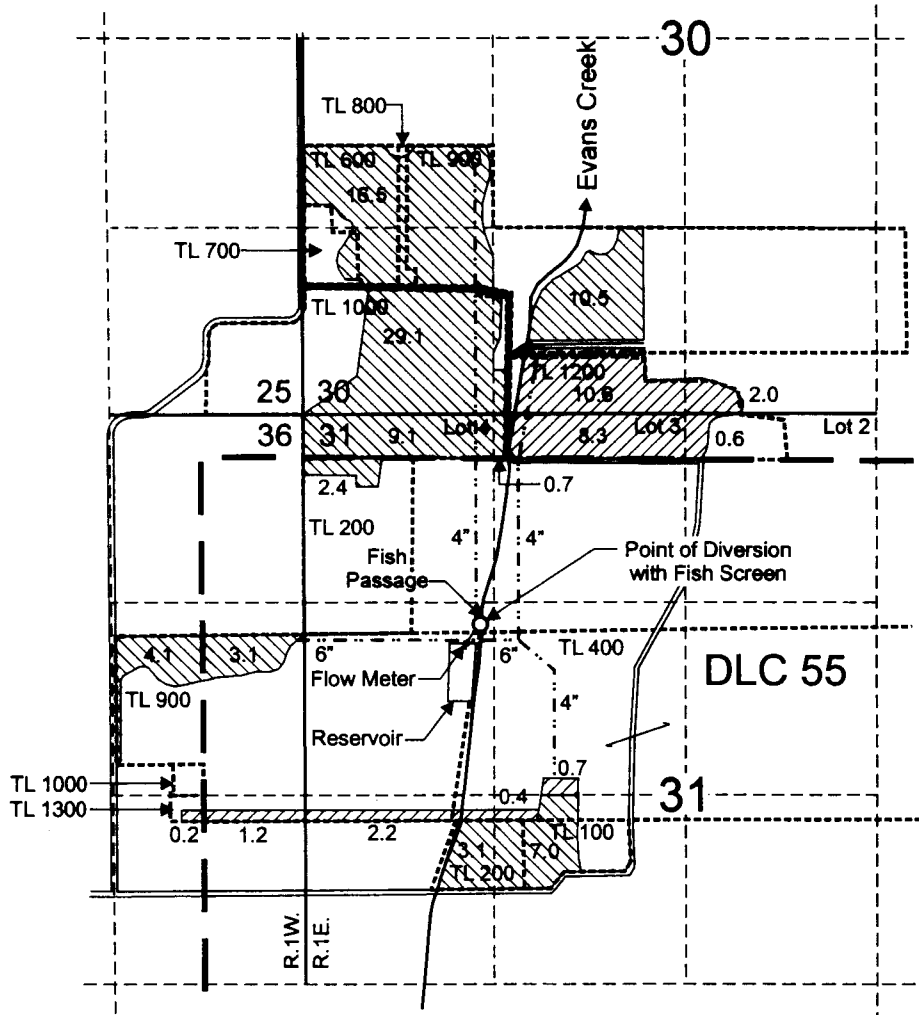 30
Evans Creek
TL 800
TL 600
TL 900
16.5
TL 700
TL 1000
10.5
29.1
TL 1200
10.6
2.0
25
30
36
31
9.1
Lot 4
8.3
Lot 3
0.6
Lot 2
2.4
0.7
TL 200
4"
4"
Fish
Passage
Point of Diversion
with Fish Screen
4.1
3.1
6"
6"
TL 400
Flow Meter
DLC 55
TL 900
4"
Reservoir
TL 1000
0.7
TL 1300
0.4
31
0.2
1.2
2.2
3.1
7.0
TL 100
TL 200
R.1W.
R.1E.